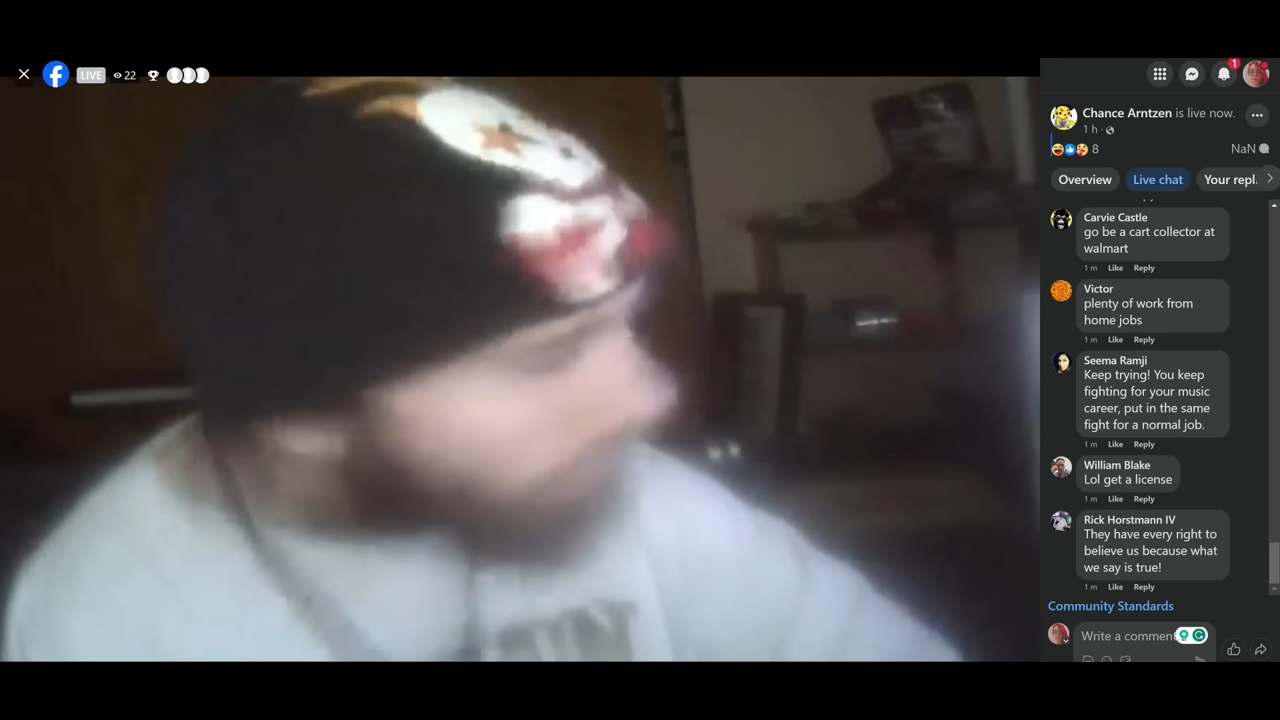 LIVE
22
1
Chance Arntzen is live now.
1 h ·
8
NaN
Overview
Live chat
Your repl
Carvie Castle
go be a cart collector at
walmart
1 m Like Reply
Victor
plenty of work from
home jobs
1 m Like Reply
Seema Ramji
Keep trying! You keep
fighting for your music
career, put in the same
fight for a normal job.
1 m Like Reply
William Blake
Lol get a license
1 m Like Reply
Rick Horstmann IV
They have every right to
believe us because what
we say is true!
1 m Like Reply
Community Standards
Write a comment